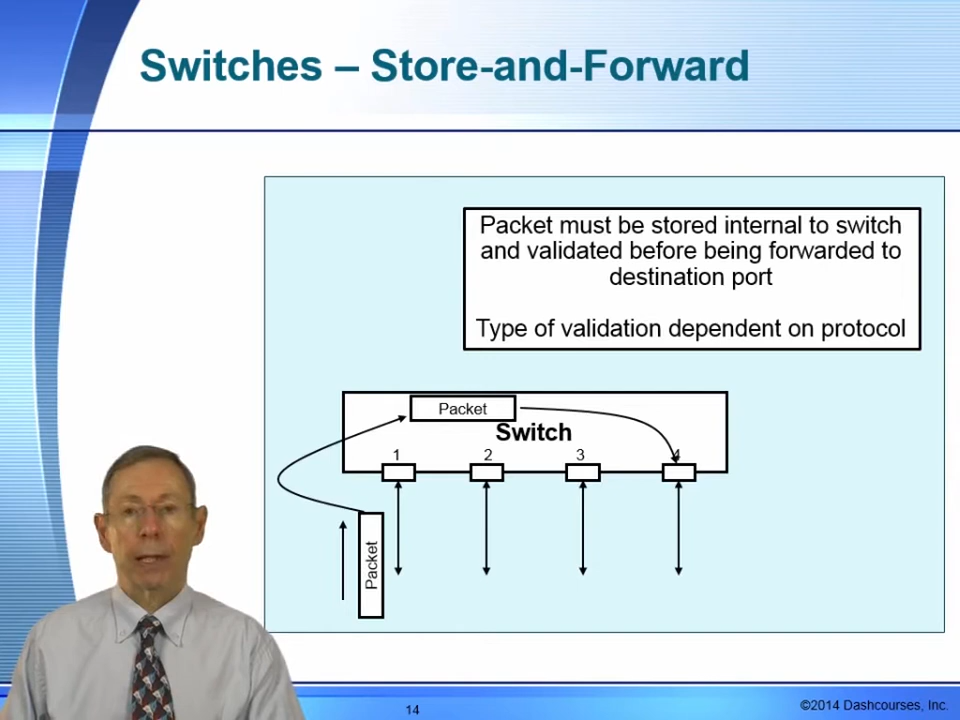 Switches – Store-and-Forward
Packet must be stored internal to switch
and validated before being forwarded to
destination port
Type of validation dependent on protocol
Packet
Switch
1 2 3 4
Packet
14
©2014 Dashcourses, Inc.